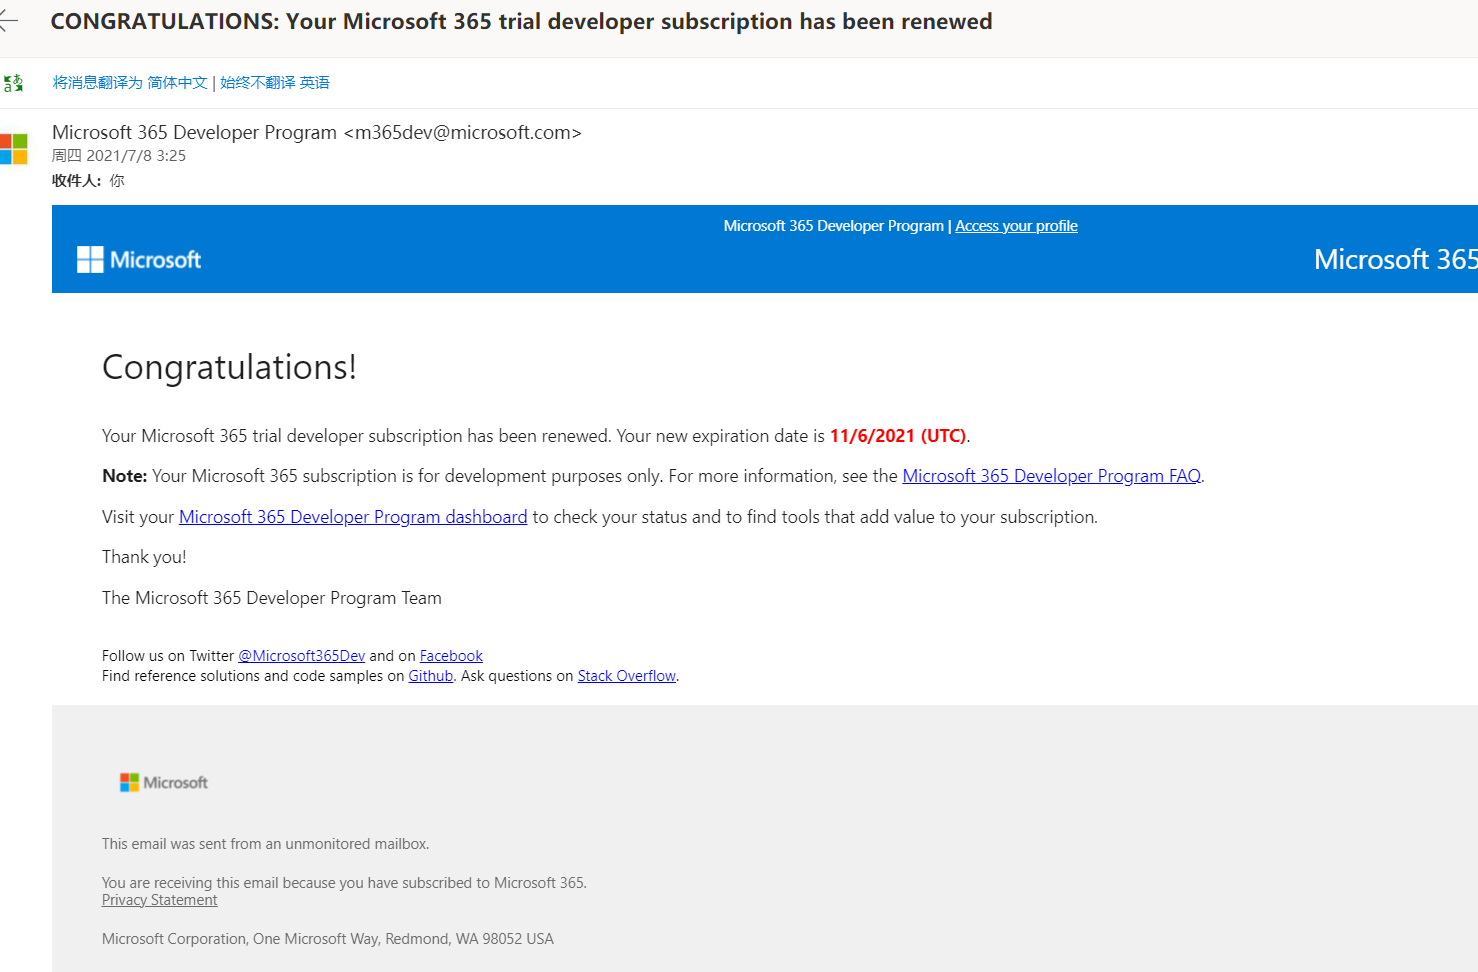 CONGRATULATIONS: Your Microsoft 365 trial developer subscription has been renewed
将消息翻译为 简体中文 | 始终不翻译 英语
Microsoft 365 Developer Program <m365dev@microsoft.com>
周四 2021/7/8 3:25
收件人: 你
Microsoft 365 Developer Program | Access your profile
Microsoft
Microsoft 365
Congratulations!
Your Microsoft 365 trial developer subscription has been renewed. Your new expiration date is 11/6/2021 (UTC).
Note: Your Microsoft 365 subscription is for development purposes only. For more information, see the Microsoft 365 Developer Program FAQ.
Visit your Microsoft 365 Developer Program dashboard to check your status and to find tools that add value to your subscription.
Thank you!
The Microsoft 365 Developer Program Team
Follow us on Twitter @Microsoft365Dev and on Facebook
Find reference solutions and code samples on Github. Ask questions on Stack Overflow.
Microsoft
This email was sent from an unmonitored mailbox.
You are receiving this email because you have subscribed to Microsoft 365.
Privacy Statement
Microsoft Corporation, One Microsoft Way, Redmond, WA 98052 USA